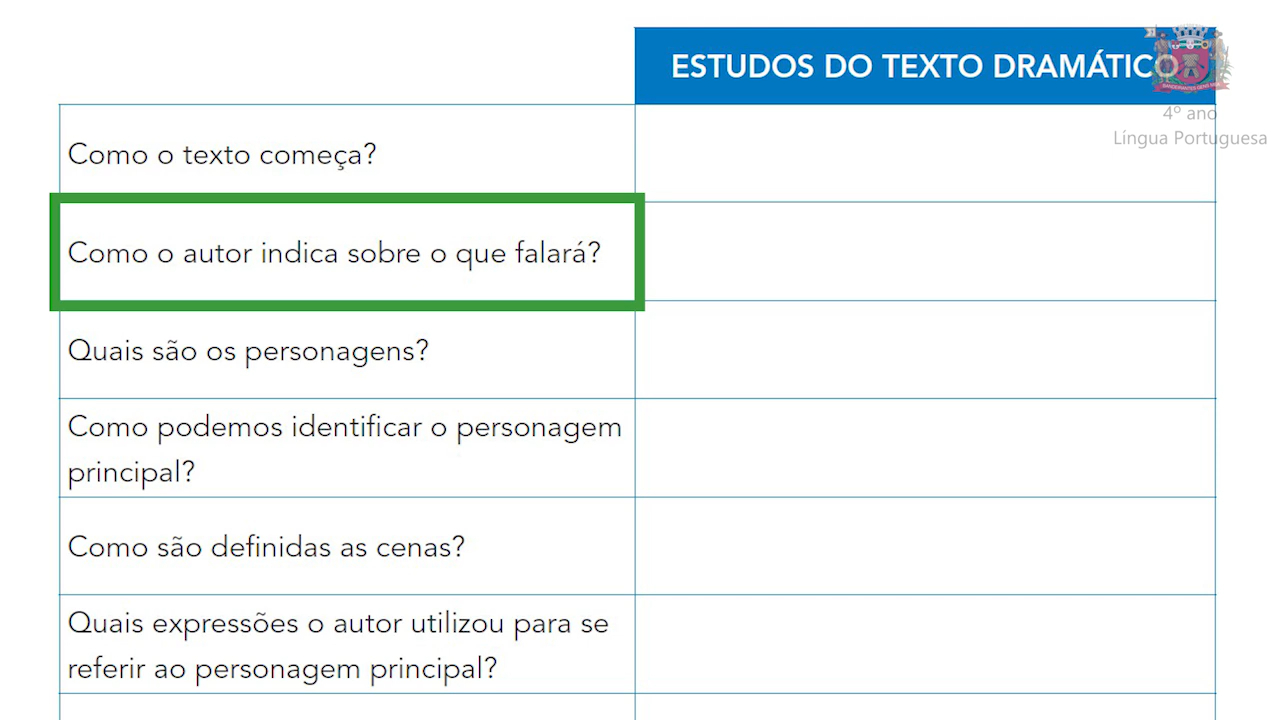 ESTUDOS DO TEXTO DRAMÁTICO
4º ano
Língua Portuguesa
Como o texto começa?
Como o autor indica sobre o que falará?
Quais são os personagens?
Como podemos identificar o personagem
principal?
Como são definidas as cenas?
Quais expressões o autor utilizou para se
referir ao personagem principal?